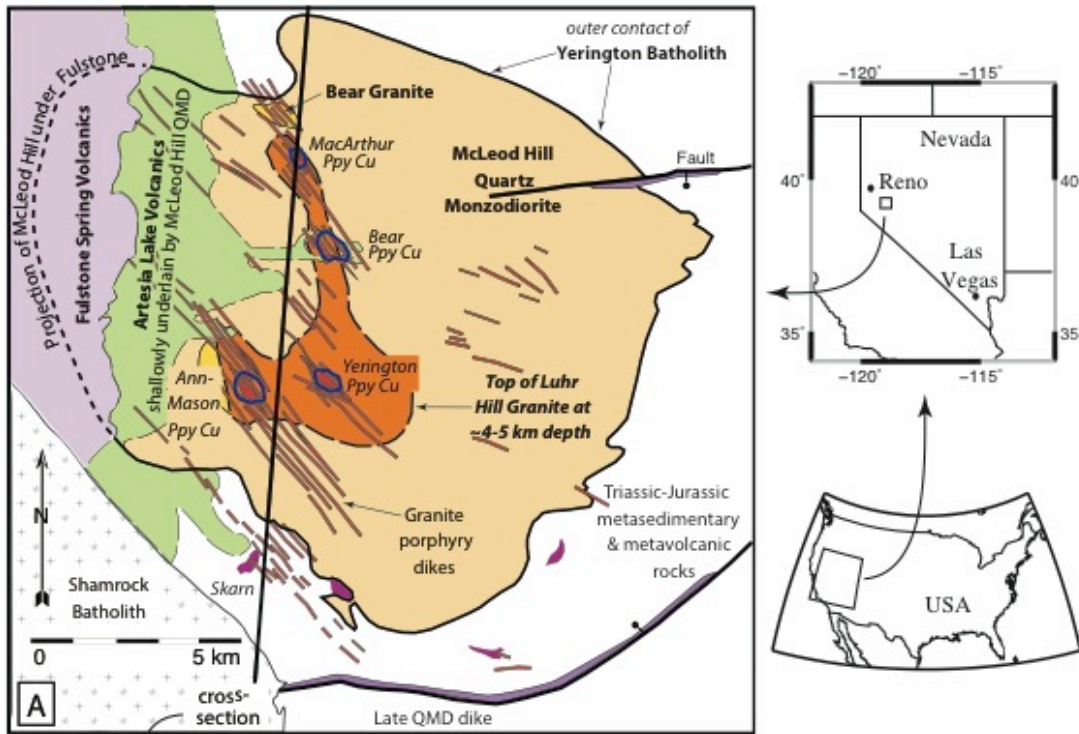 outer contact of
Yerington Batholith
Bear Granite
MacArthur
Ppy Cu
McLeod Hill
Quartz
Monzodiorite
Fault
Projection of McLeod Hill under Fulstone
Fulstone Spring Volcanics
Artesia Lake Volcanics
shallowly underlain by McLeod Hill QMD
Bear
Ppy Cu
Ann-
Mason
Ppy Cu
Yerington
Ppy Cu
Top of Luhr
Hill Granite at
~4-5 km depth
N
Granite
porphyry
dikes
Triassic-Jurassic
metasedimentary
& metavolcanic
rocks
Skarn
Shamrock
Batholith
0 5 km
A
cross-
section
Late QMD dike
−120° −115°
Nevada
40° 40°
Reno
Las
Vegas
35° 35°
−120° −115°
USA